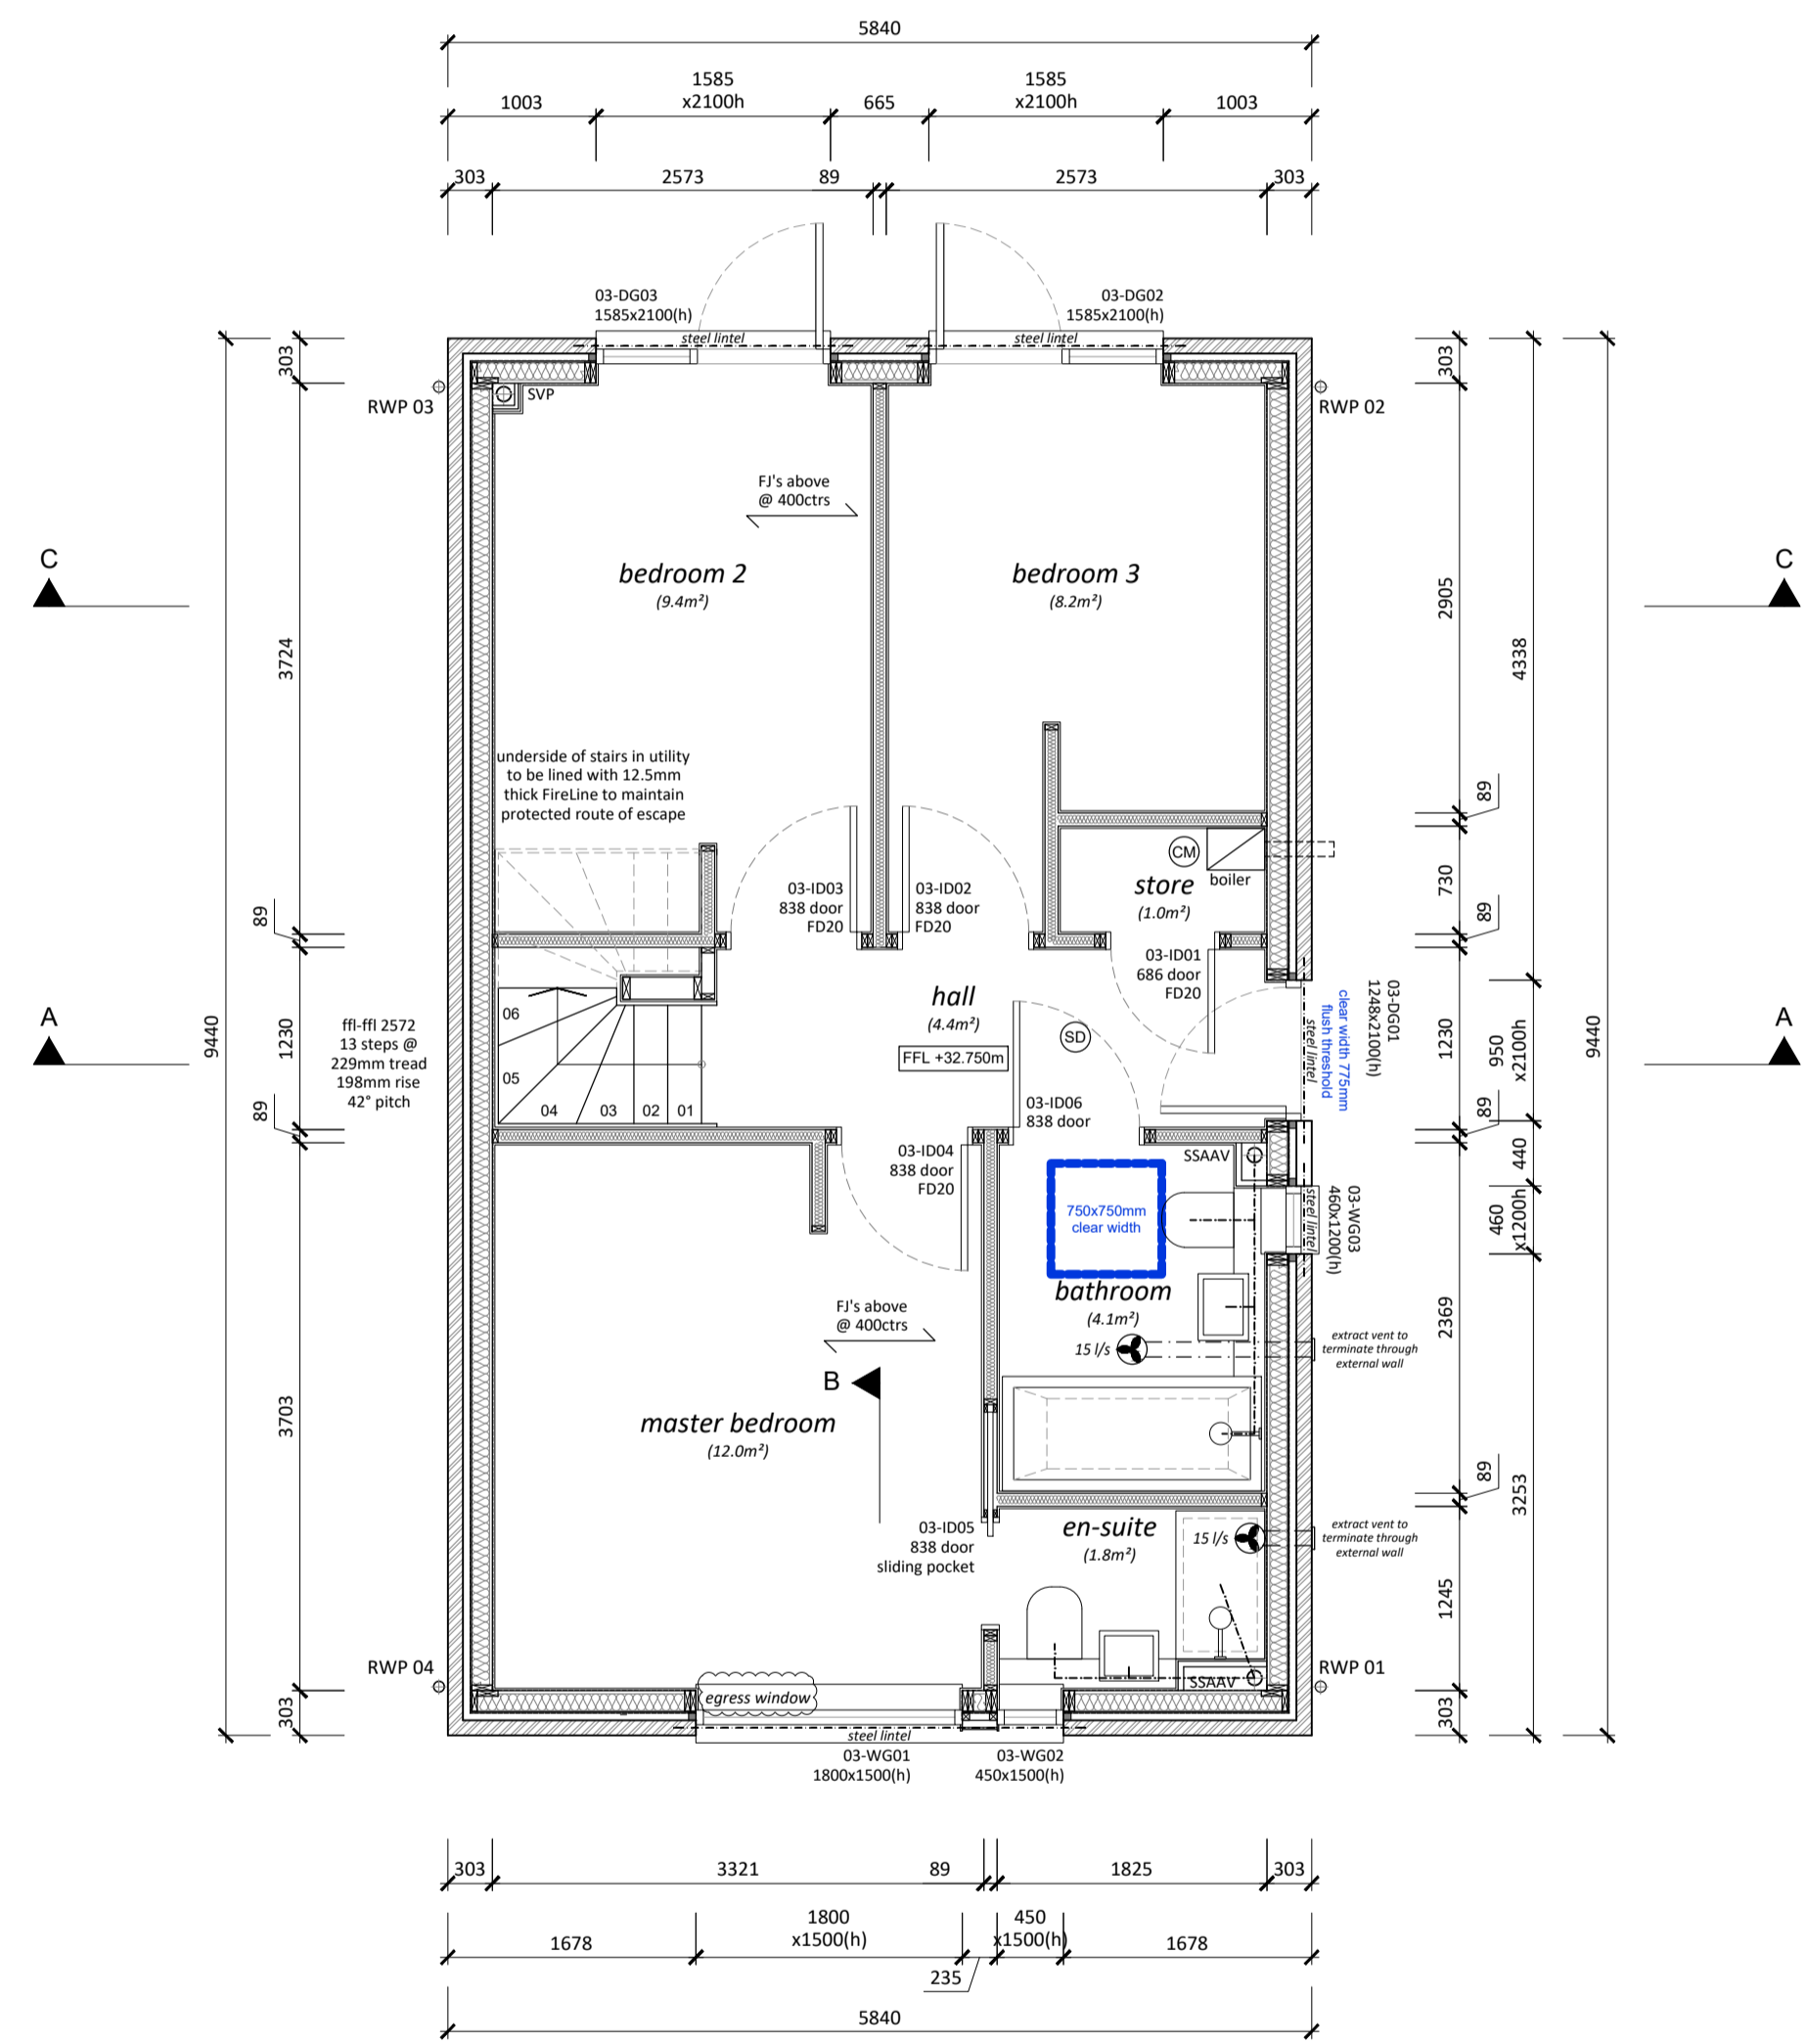 5840
1585
x2100h
1585
x2100h
1003
665
1003
303
2573
89
2573
303
03-DG03
1585x2100(h)
03-DG02
1585x2100(h)
steel lintel
steel lintel
SVP
RWP 03
RWP 02
303
303
FJ's above
@ 400ctrs
C
C
bedroom 2
(9.4m²)
bedroom 3
(8.2m²)
3724
2905
4338
underside of stairs in utility
to be lined with 12.5mm
thick FireLine to maintain
protected route of escape
89
CM
boiler
store
(1.0m²)
730
03-ID03
838 door
FD20
03-ID02
838 door
FD20
89
89
03-ID01
686 door
FD20
hall
(4.4m²)
FFL +32.750m
SD
A
A
9440
1230
ffl-ffl 2572
13 steps @
229mm tread
198mm rise
42° pitch
06
05
04
03
02
01
steel lintel
clear width 775mm
flush threshold
03-DG01
1248x2100(h)
1230
950
x2100h
9440
89
89
03-ID06
838 door
03-ID04
838 door
FD20
SSAAV
750x750mm
clear width
steel lintel
03-WG03
460x1200(h)
440
460
x1200h
bathroom
(4.1m²)
15 l/s
extract vent to
terminate through
external wall
FJ's above
@ 400ctrs
B
master bedroom
(12.0m²)
3703
2369
89
3253
03-ID05
838 door
sliding pocket
en-suite
(1.8m²)
15 l/s
extract vent to
terminate through
external wall
1245
RWP 04
RWP 01
SSAAV
egress window
303
303
steel lintel
03-WG01
1800x1500(h)
03-WG02
450x1500(h)
303
3321
89
1825
303
1678
1800
x1500(h)
450
x1500(h)
1678
235
5840